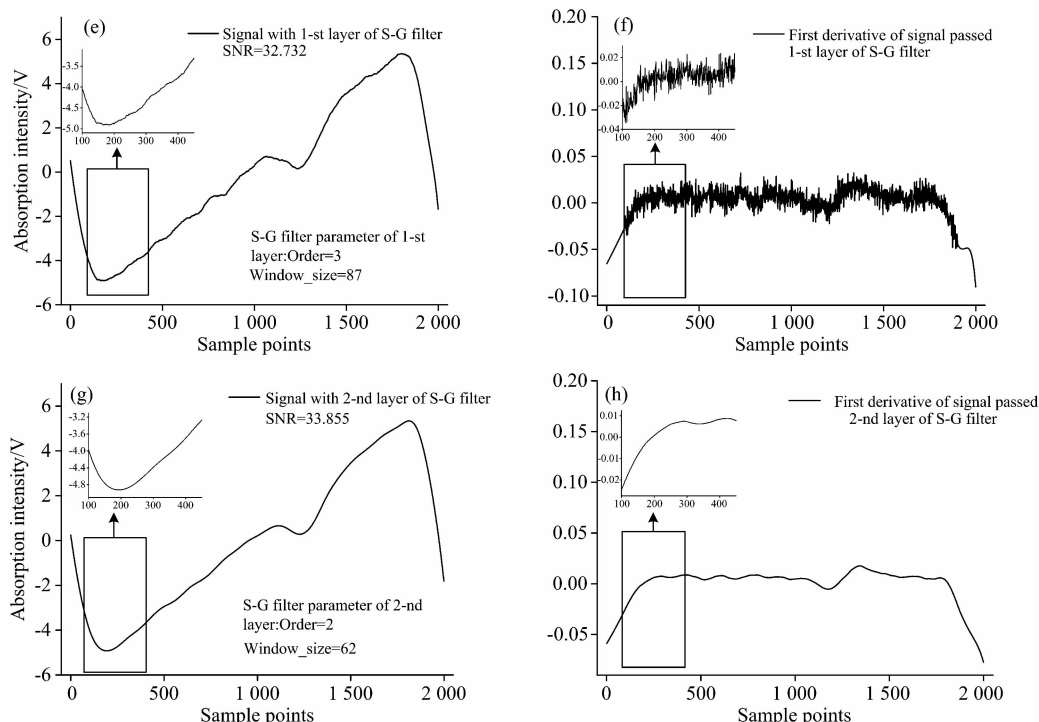 (e)
Signal with 1-st layer of S-G filter
SNR=32.732
Absorption intensity/V
6
4
2
0
-2
-4
-6
-3.5
-4.0
-4.5
-5.0
100 200 300 400
S-G filter parameter of 1-st
layer:Order=3
Window_size=87
0 500 1 000 1 500 2 000
Sample points
(f)
First derivative of signal passed
1-st layer of S-G filter
0.20
0.15
0.10
0.05
0.00
-0.05
-0.10
0.02
0.00
-0.02
-0.04
100 200 300 400
0 500 1 000 1 500 2 000
Sample points
(g)
Signal with 2-nd layer of S-G filter
SNR=33.855
Absorption intensity/V
6
4
2
0
-2
-4
-6
-3.2
-3.6
-4.0
-4.4
-4.8
100 200 300 400
S-G filter parameter of 2-nd
layer:Order=2
Window_size=62
0 500 1 000 1 500 2 000
Sample points
(h)
First derivative of signal passed
2-nd layer of S-G filter
0.20
0.15
0.10
0.05
0.00
-0.05
0.01
0.00
-0.01
-0.02
100 200 300 400
0 500 1 000 1 500 2 000
Sample points